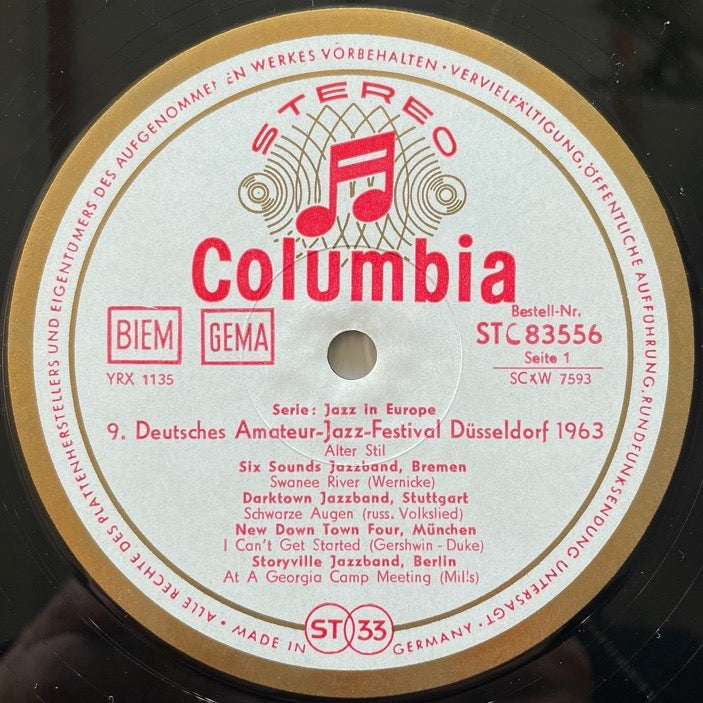 ALLE RECHTE DES PLATTENHERSTELLERS UND EIGENTÜMERS DES AUFGENOMMENEN WERKES VORBEHALTEN · VERVIELFÄLTIGUNG, ÖFFENTLICHE AUFFÜHRUNG, RUNDFUNKSENDUNG UNTERSAGT ·
STEREO
Columbia
BIEM
GEMA
Bestell-Nr.
STC 83556
Seite 1
YRX 1135
SCXW 7593
Serie: Jazz in Europe
9. Deutsches Amateur-Jazz-Festival Düsseldorf 1963
Alter Stil
Six Sounds Jazzband, Bremen
Swanee River (Wernicke)
Darktown Jazzband, Stuttgart
Schwarze Augen (russ. Volkslied)
New Down Town Four, München
I Can't Get Started (Gershwin - Duke)
Storyville Jazzband, Berlin
At A Georgia Camp Meeting (Mills)
MADE IN GERMANY
ST 33